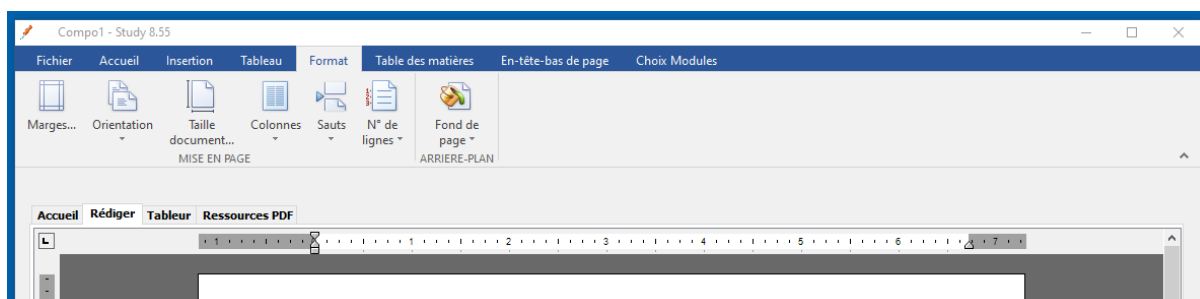 Compo1 - Study 8.55
Fichier Accueil Insertion Tableau Format Table des matières En-tête-bas de page Choix Modules
Marges... Orientation Taille document... Colonnes Sauts N° de lignes Fond de page
MISE EN PAGE ARRIERE-PLAN
Accueil Rédiger Tableur Ressources PDF
L 1 1 2 3 4 5 6 7